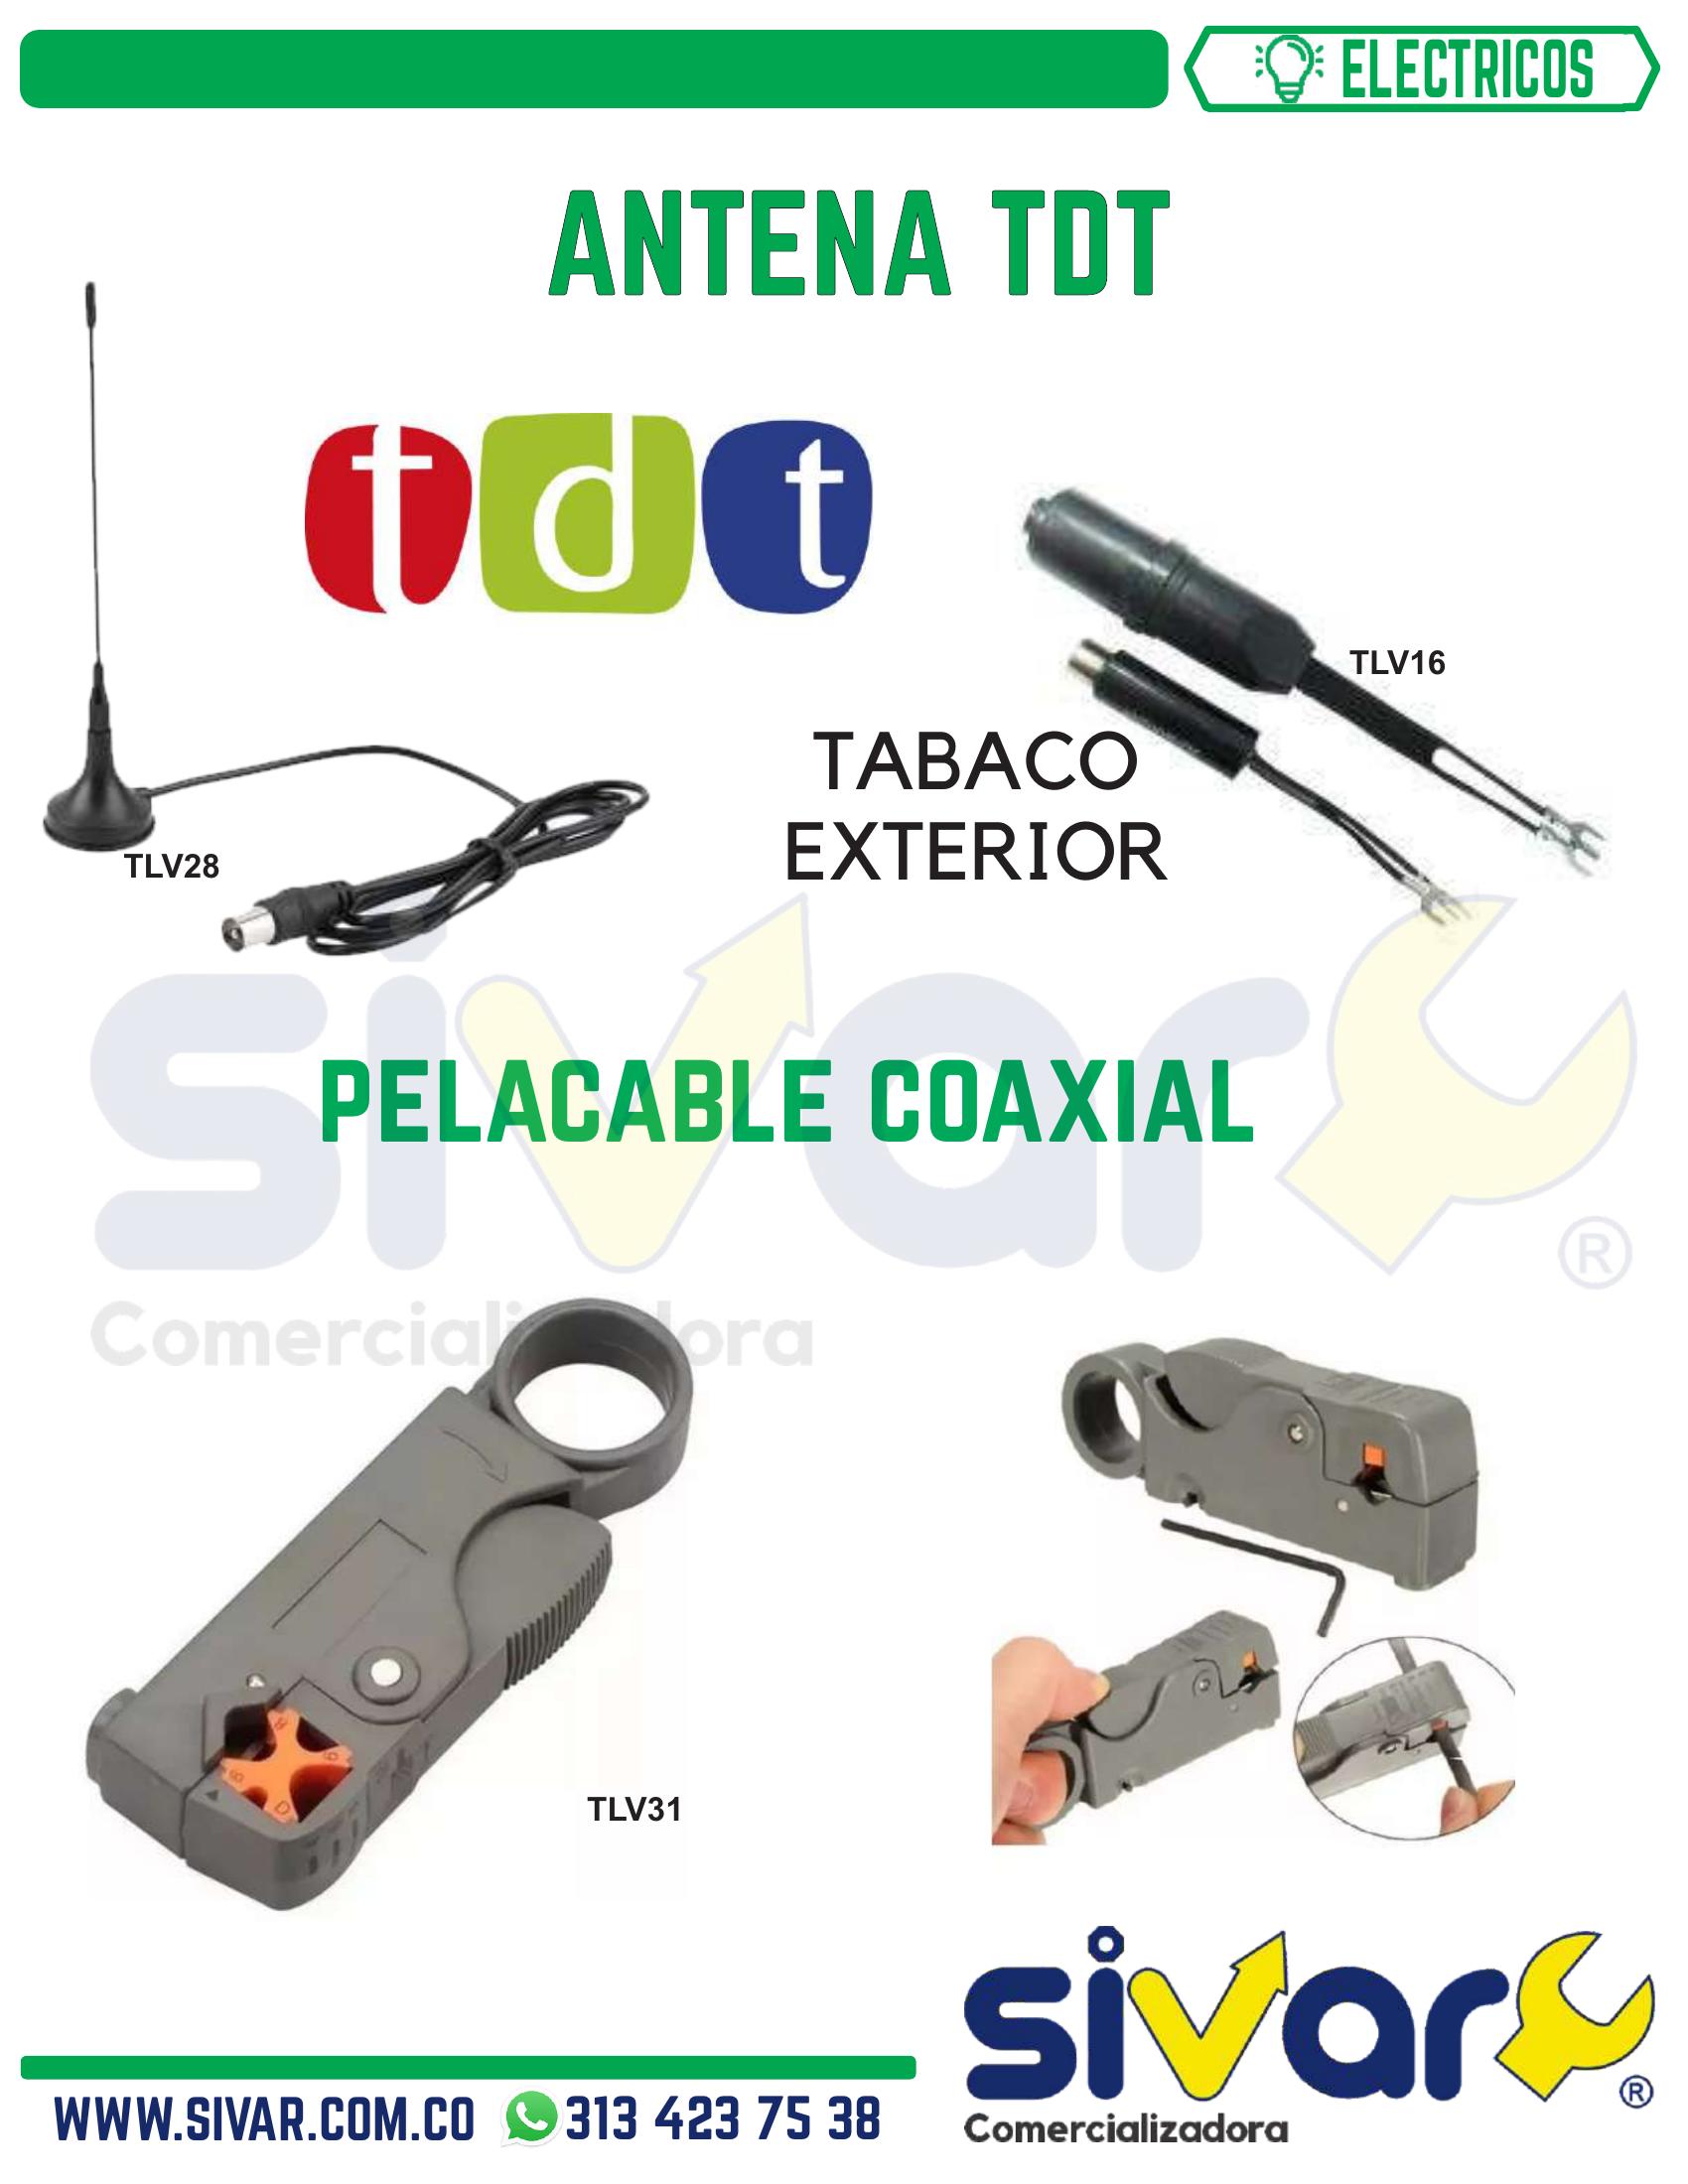 ELECTRICOS
ANTENA TDT
tdt
TLV16
TABACO
EXTERIOR
TLV28
sivar
PELACABLE COAXIAL
®
Comercializadora
TLV31
sivar
®
WWW.SIVAR.COM.CO 313 423 75 38
Comercializadora